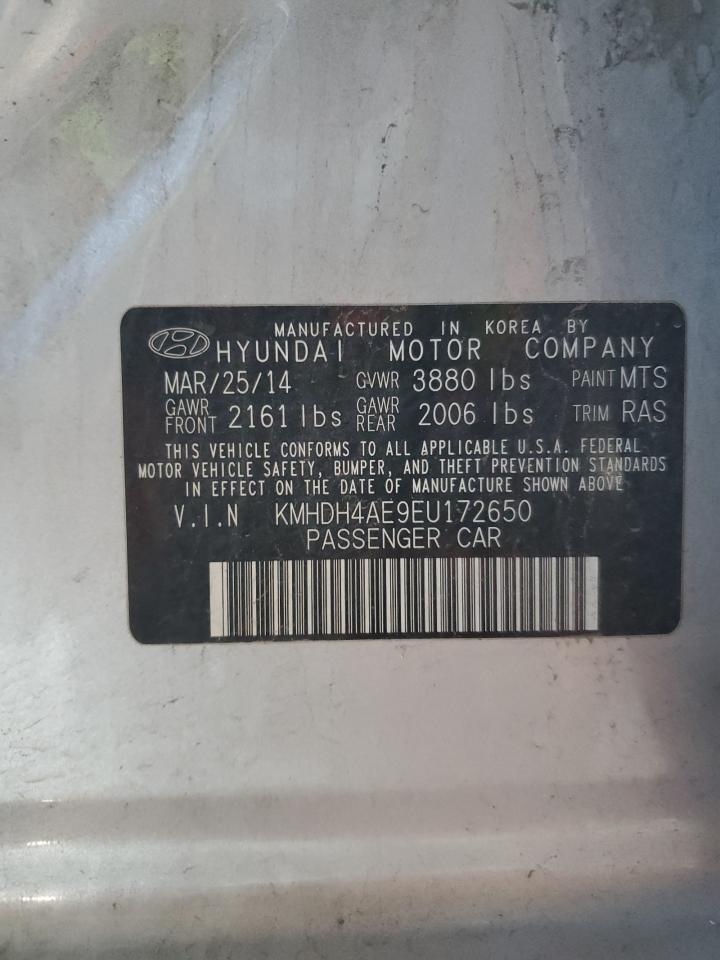 MANUFACTURED IN KOREA BY
HYUNDAI MOTOR COMPANY
MAR/25/14 GVWR 3880 lbs PAINT MTS
GAWR FRONT 2161 lbs GAWR REAR 2006 lbs TRIM RAS
THIS VEHICLE CONFORMS TO ALL APPLICABLE U.S.A. FEDERAL
MOTOR VEHICLE SAFETY, BUMPER, AND THEFT PREVENTION STANDARDS
IN EFFECT ON THE DATE OF MANUFACTURE SHOWN ABOVE
V.I.N KMHDH4AE9EU172650
PASSENGER CAR